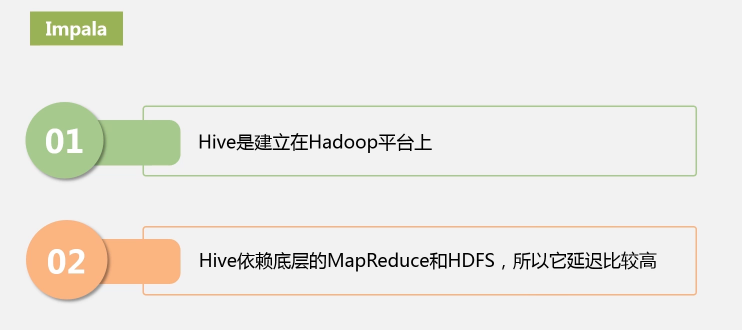 Impala
01
Hive是建立在Hadoop平台上
02
Hive依赖底层的MapReduce和HDFS，所以它延迟比较高